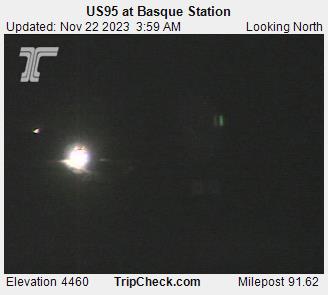 US95 at Basque Station
Updated: Nov 22 2023 3:59 AM Looking North
Elevation 4460 TripCheck.com Milepost 91.62